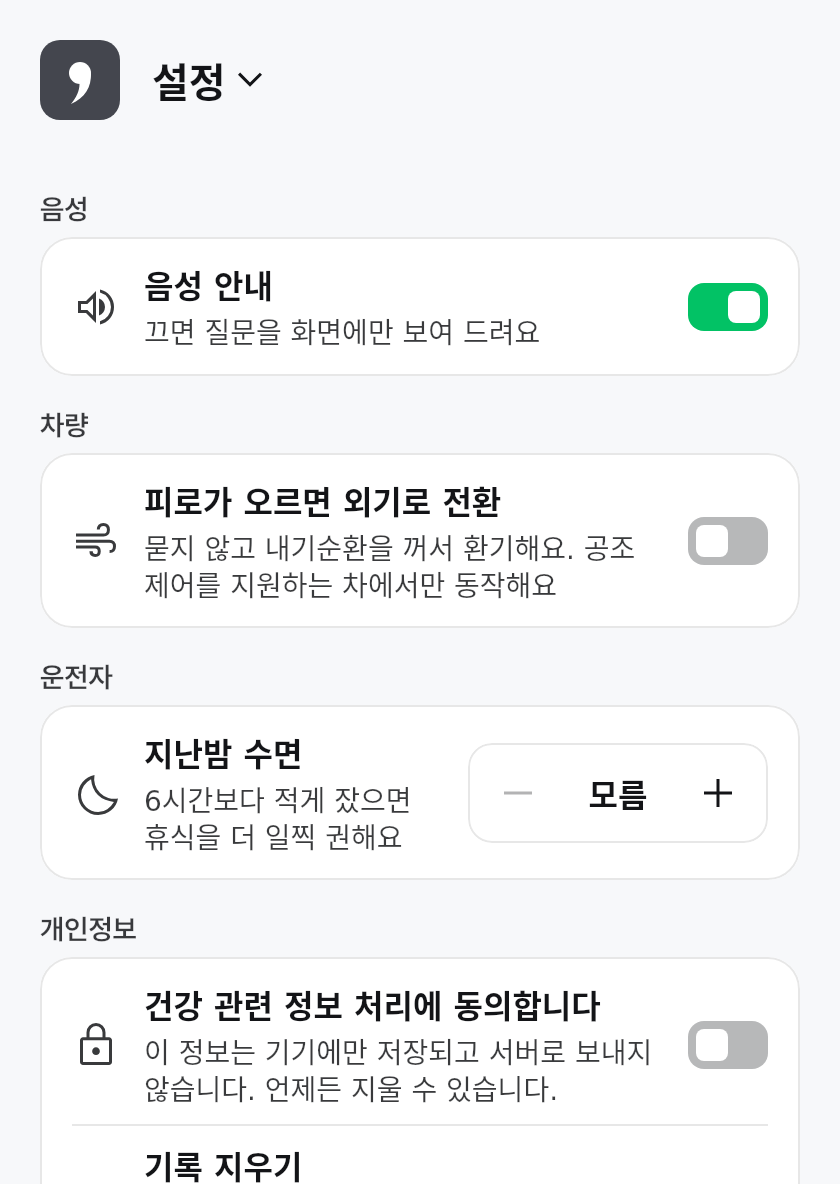 설정
음성
음성 안내
끄면 질문을 화면에만 보여 드려요
차량
피로가 오르면 외기로 전환
묻지 않고 내기순환을 꺼서 환기해요. 공조
제어를 지원하는 차에서만 동작해요
운전자
지난밤 수면
6시간보다 적게 잤으면
휴식을 더 일찍 권해요
모름
개인정보
건강 관련 정보 처리에 동의합니다
이 정보는 기기에만 저장되고 서버로 보내지
않습니다. 언제든 지울 수 있습니다.
기록 지우기